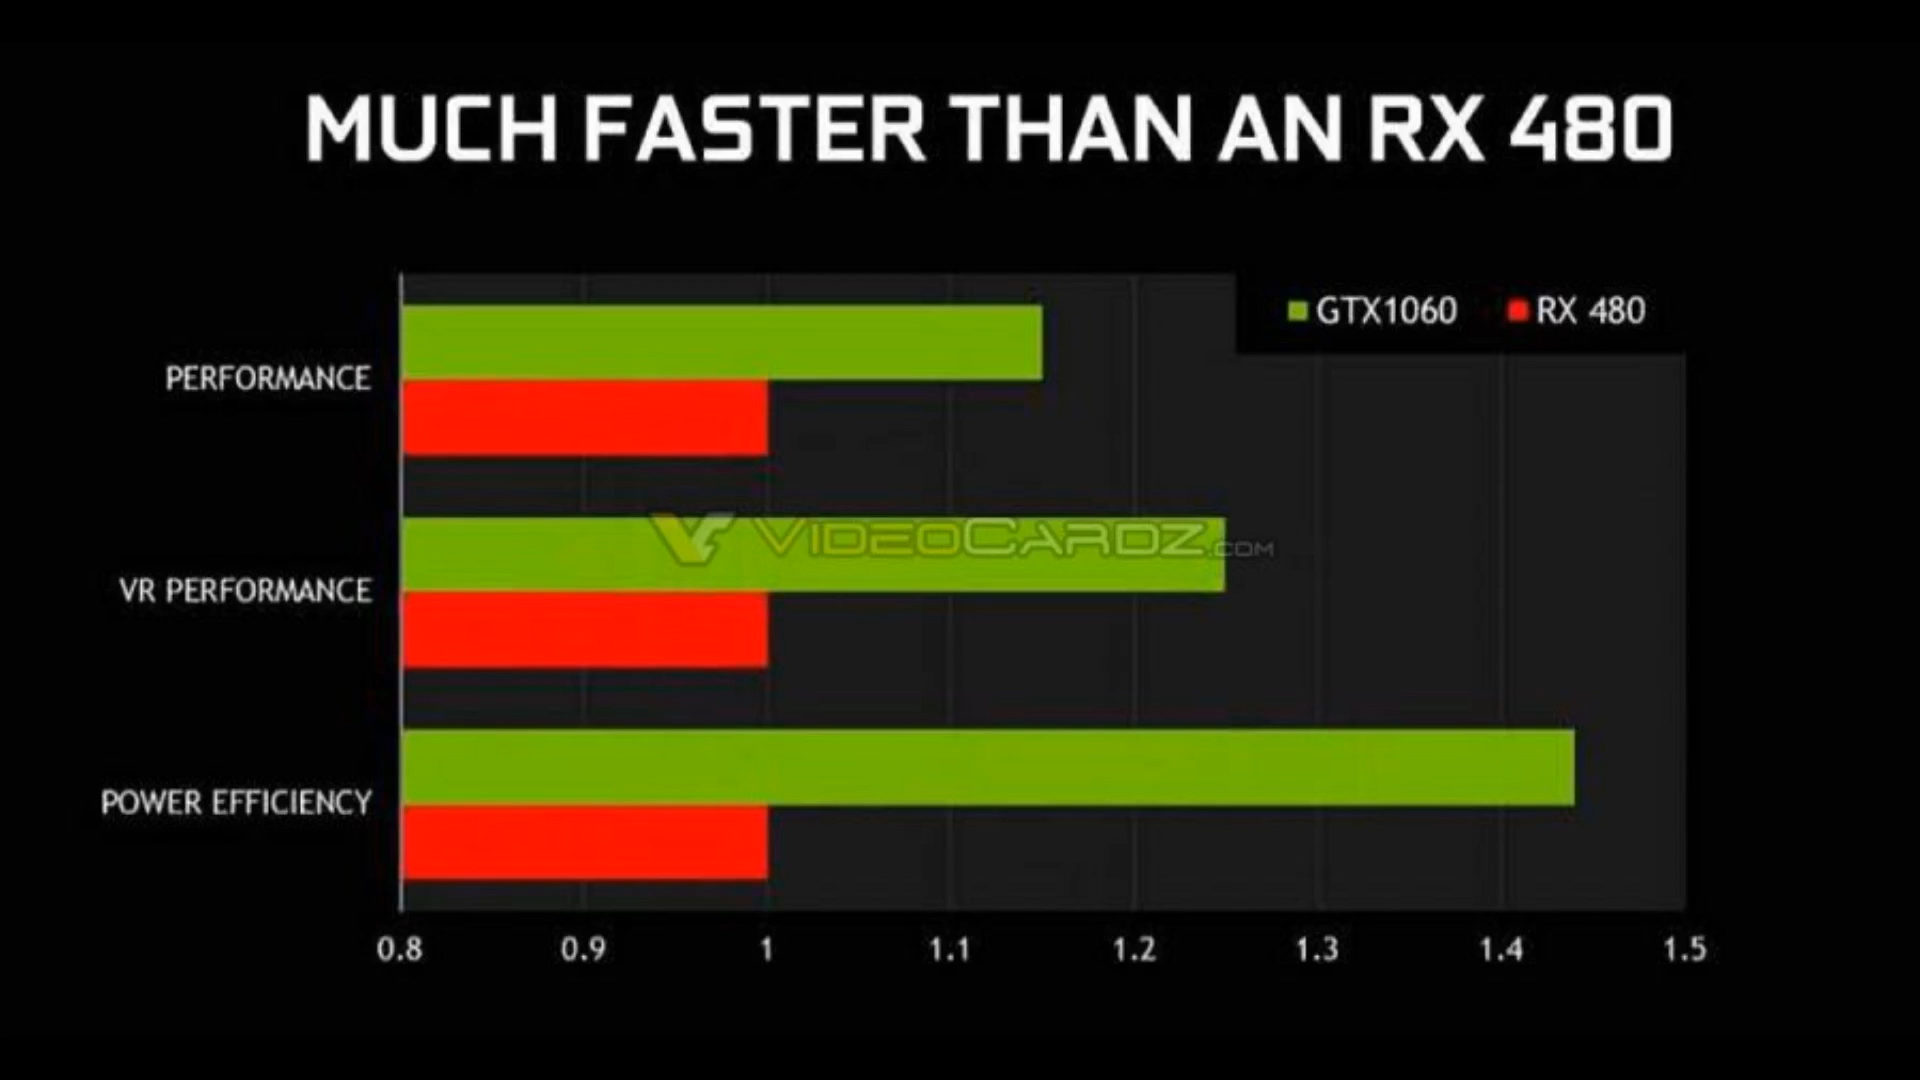 MUCH FASTER THAN AN RX 480
GTX1060 RX 480
PERFORMANCE
VIDEOCARDZ.COM
VR PERFORMANCE
POWER EFFICIENCY
0.8 0.9 1 1.1 1.2 1.3 1.4 1.5